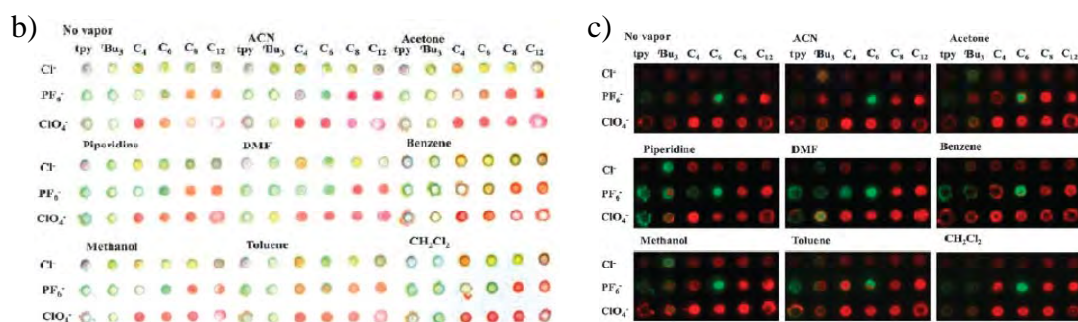 b)
No vapor ACN Acetone
tpy ᵗBu₃ C₄ C₆ C₈ C₁₂ tpy ᵗBu₃ C₄ C₆ C₈ C₁₂ tpy ᵗBu₃ C₄ C₆ C₈ C₁₂
Cl⁻
PF₆⁻
ClO₄⁻
Piperidine DMF Benzene
Cl⁻
PF₆⁻
ClO₄⁻
Methanol Toluene CH₂Cl₂
Cl⁻
PF₆⁻
ClO₄⁻
c)
No vapor ACN Acetone
tpy ᵗBu₃ C₄ C₆ C₈ C₁₂ tpy ᵗBu₃ C₄ C₆ C₈ C₁₂ tpy ᵗBu₃ C₄ C₆ C₈ C₁₂
Cl⁻
PF₆⁻
ClO₄⁻
Piperidine DMF Benzene
Cl⁻
PF₆⁻
ClO₄⁻
Methanol Toluene CH₂Cl₂
Cl⁻
PF₆⁻
ClO₄⁻